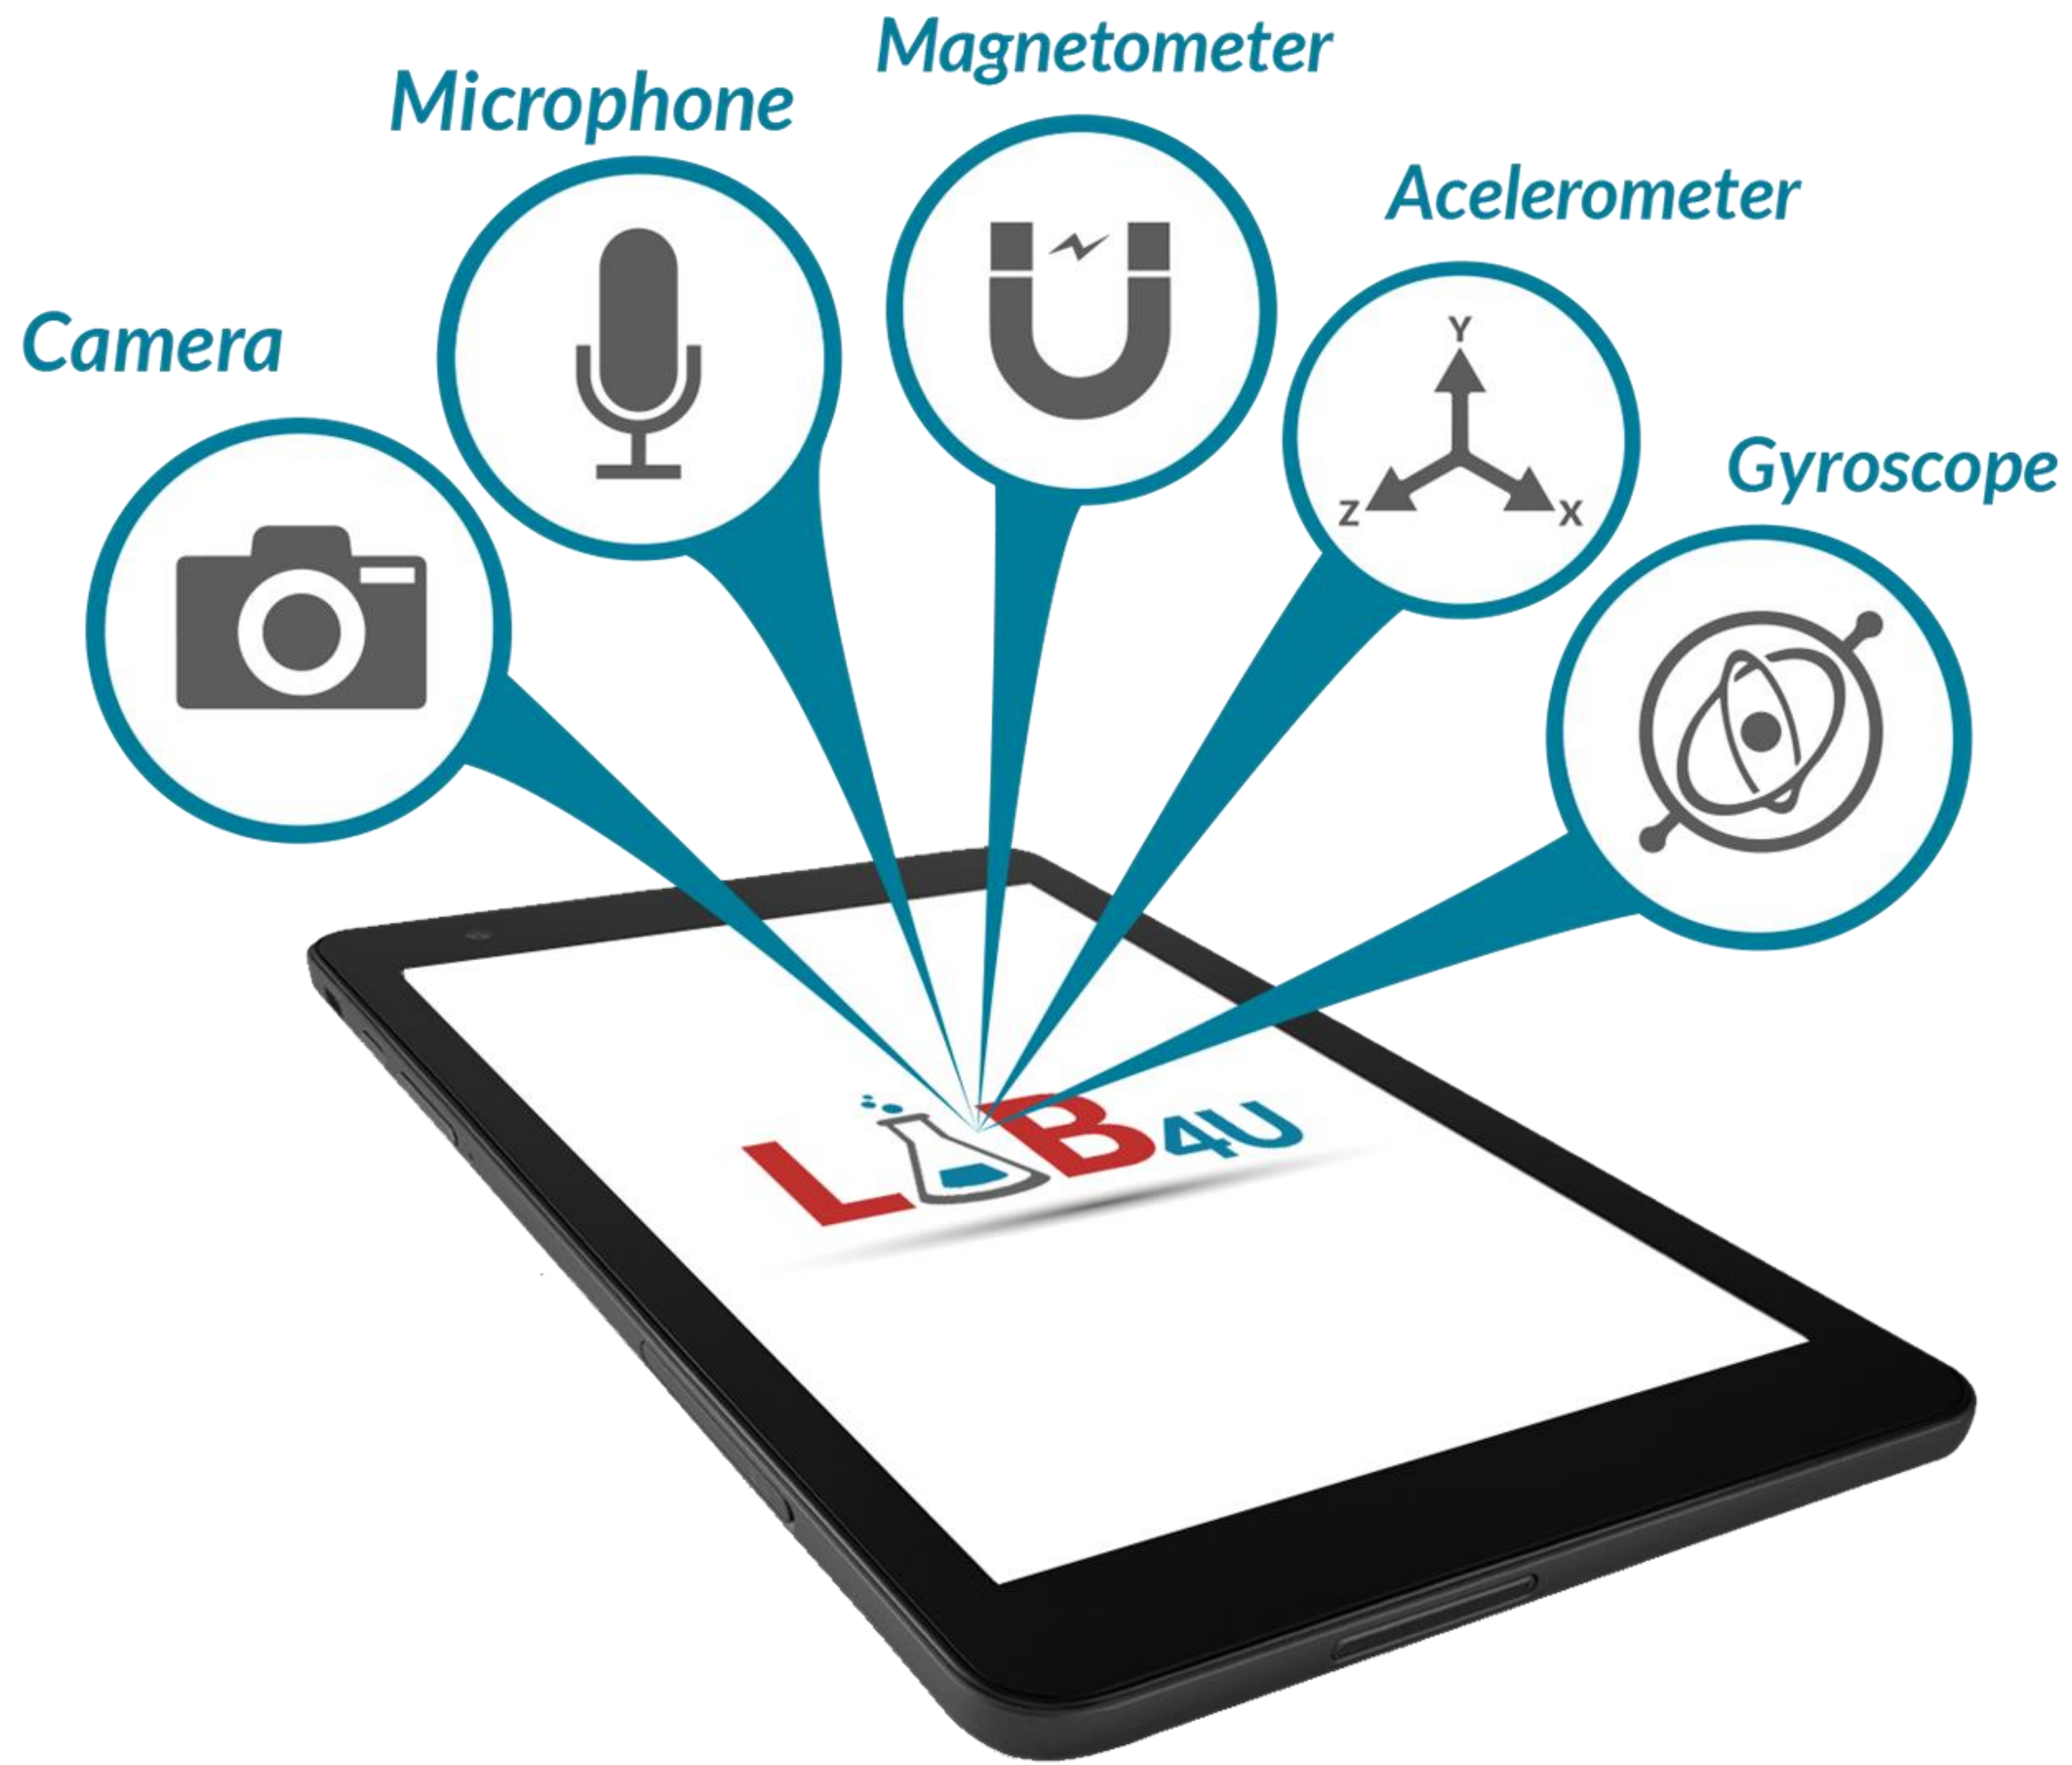 Magnetometer
Microphone
Acelerometer
Camera
Gyroscope
Y
Z
X
LAB4U